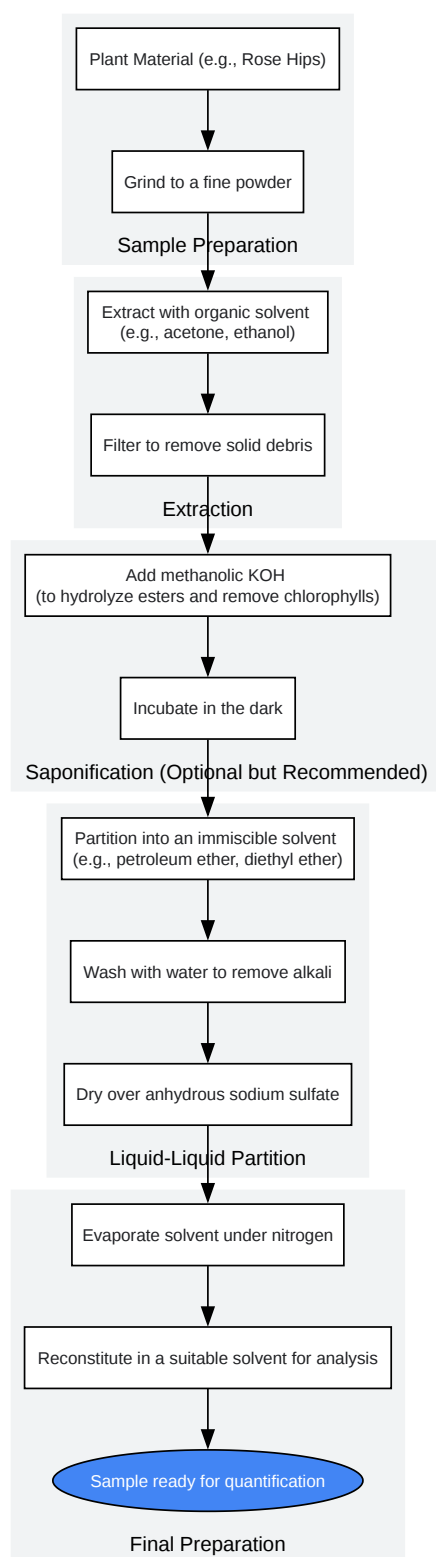 Plant Material (e.g., Rose Hips)
Grind to a fine powder
Sample Preparation
Extract with organic solvent
(e.g., acetone, ethanol)
Filter to remove solid debris
Extraction
Add methanolic KOH
(to hydrolyze esters and remove chlorophylls)
Incubate in the dark
Saponification (Optional but Recommended)
Partition into an immiscible solvent
(e.g., petroleum ether, diethyl ether)
Wash with water to remove alkali
Dry over anhydrous sodium sulfate
Liquid-Liquid Partition
Evaporate solvent under nitrogen
Reconstitute in a suitable solvent for analysis
Sample ready for quantification
Final Preparation